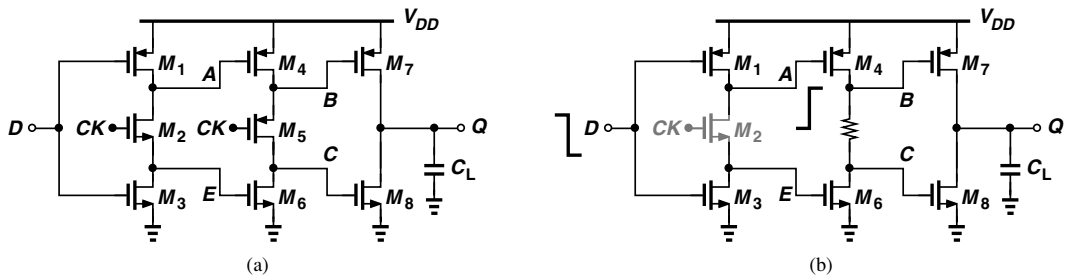 V_DD
M_1
A
M_4
M_7
B
CK
M_2
CK
M_5
D
Q
C
C_L
E
M_3
M_6
M_8
(a)
V_DD
M_1
A
M_4
M_7
B
CK
M_2
D
Q
C
C_L
E
M_3
M_6
M_8
(b)